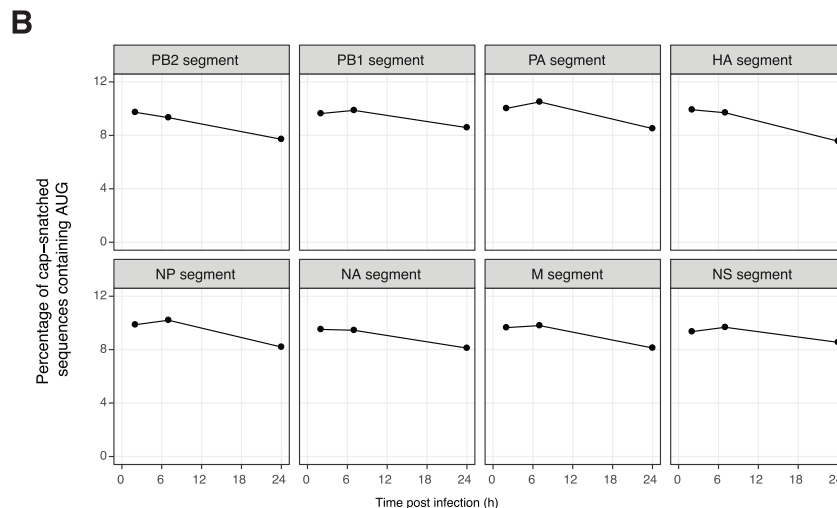 B
PB2 segment PB1 segment PA segment HA segment
12
8
4
0
Percentage of cap–snatched
sequences containing AUG
NP segment NA segment M segment NS segment
12
8
4
0
0 6 12 18 24 0 6 12 18 24 0 6 12 18 24 0 6 12 18
Time post infection (h)